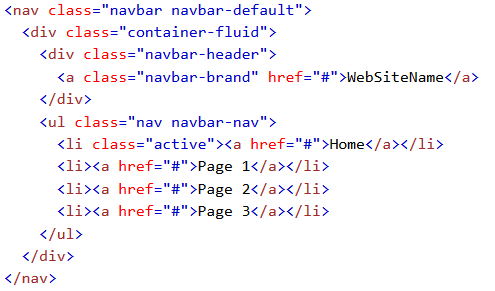 <nav class="navbar navbar-default">
  <div class="container-fluid">
    <div class="navbar-header">
      <a class="navbar-brand" href="#">WebSiteName</a>
    </div>
    <ul class="nav navbar-nav">
      <li class="active"><a href="#">Home</a></li>
      <li><a href="#">Page 1</a></li>
      <li><a href="#">Page 2</a></li>
      <li><a href="#">Page 3</a></li>
    </ul>
  </div>
</nav>